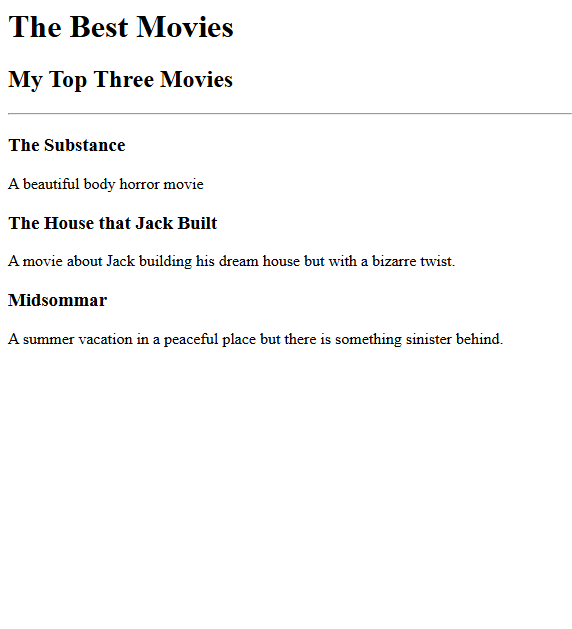 The Best Movies
My Top Three Movies
The Substance
A beautiful body horror movie
The House that Jack Built
A movie about Jack building his dream house but with a bizarre twist.
Midsommar
A summer vacation in a peaceful place but there is something sinister behind.